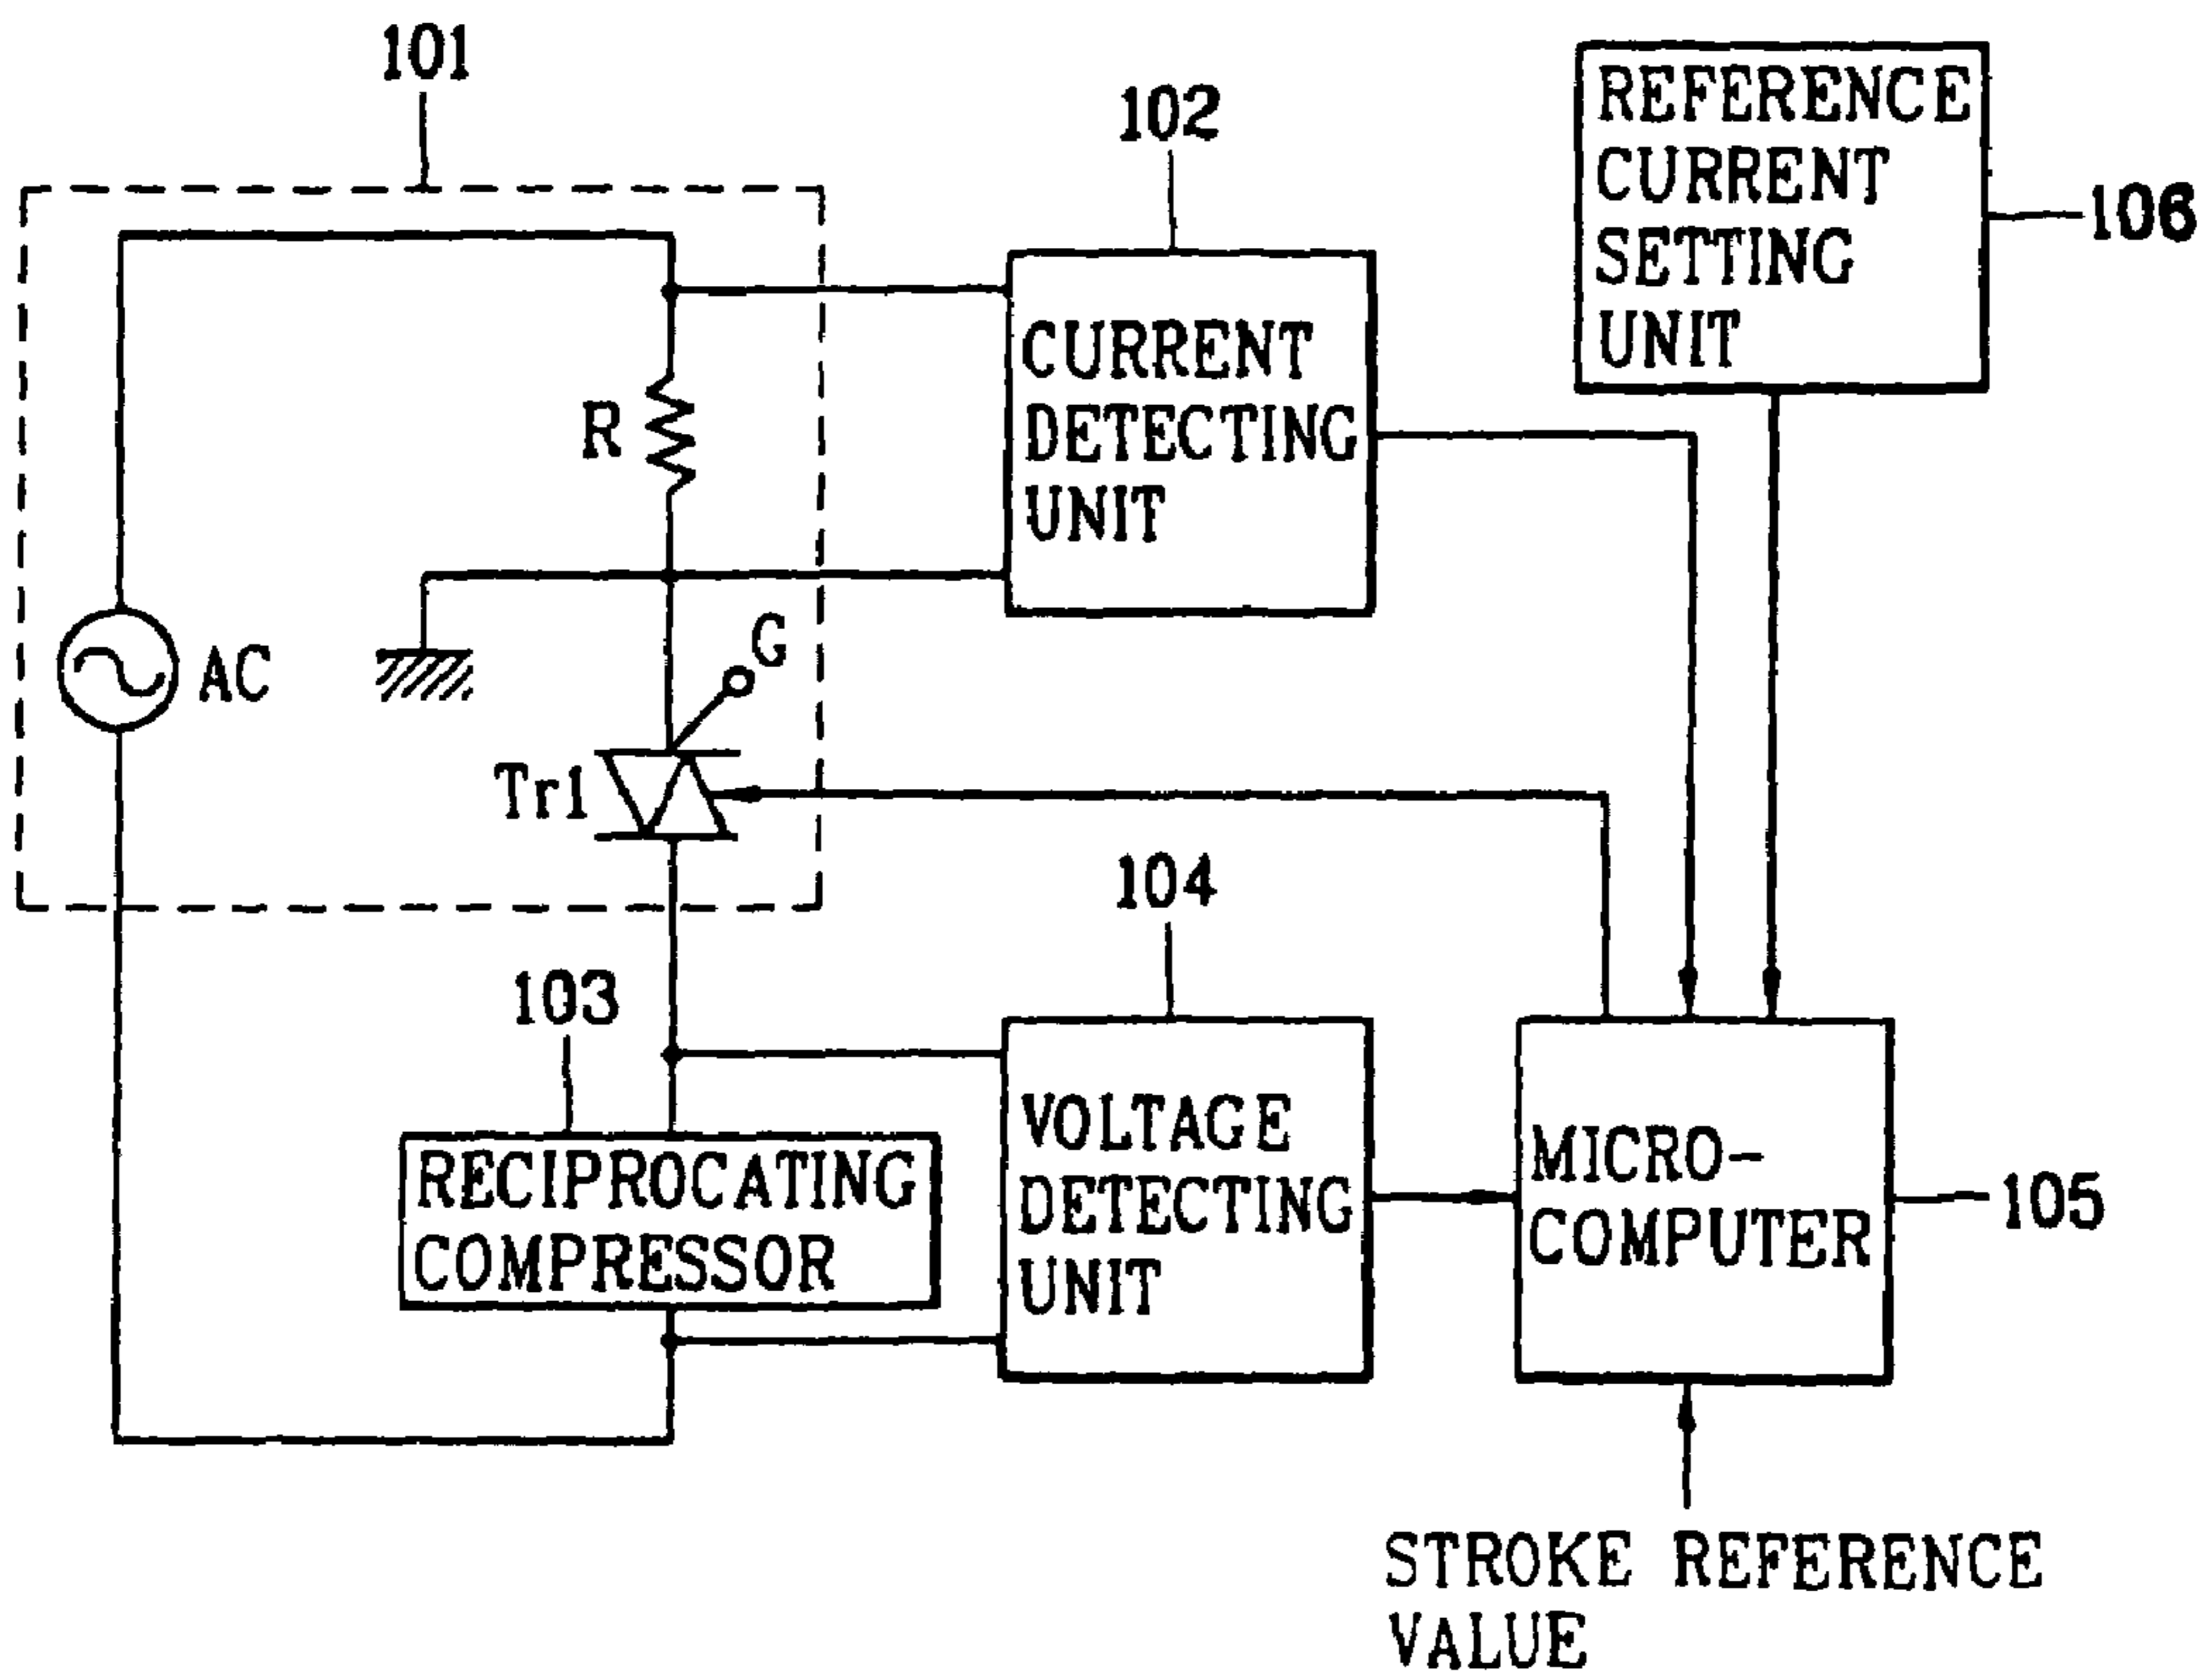 101
102
REFERENCE
CURRENT
SETTING
UNIT
106
CURRENT
DETECTING
UNIT
R
AC
G
Tr1
104
103
VOLTAGE
DETECTING
UNIT
RECIPROCATING
COMPRESSOR
MICRO-
COMPUTER
105
STROKE REFERENCE
VALUE